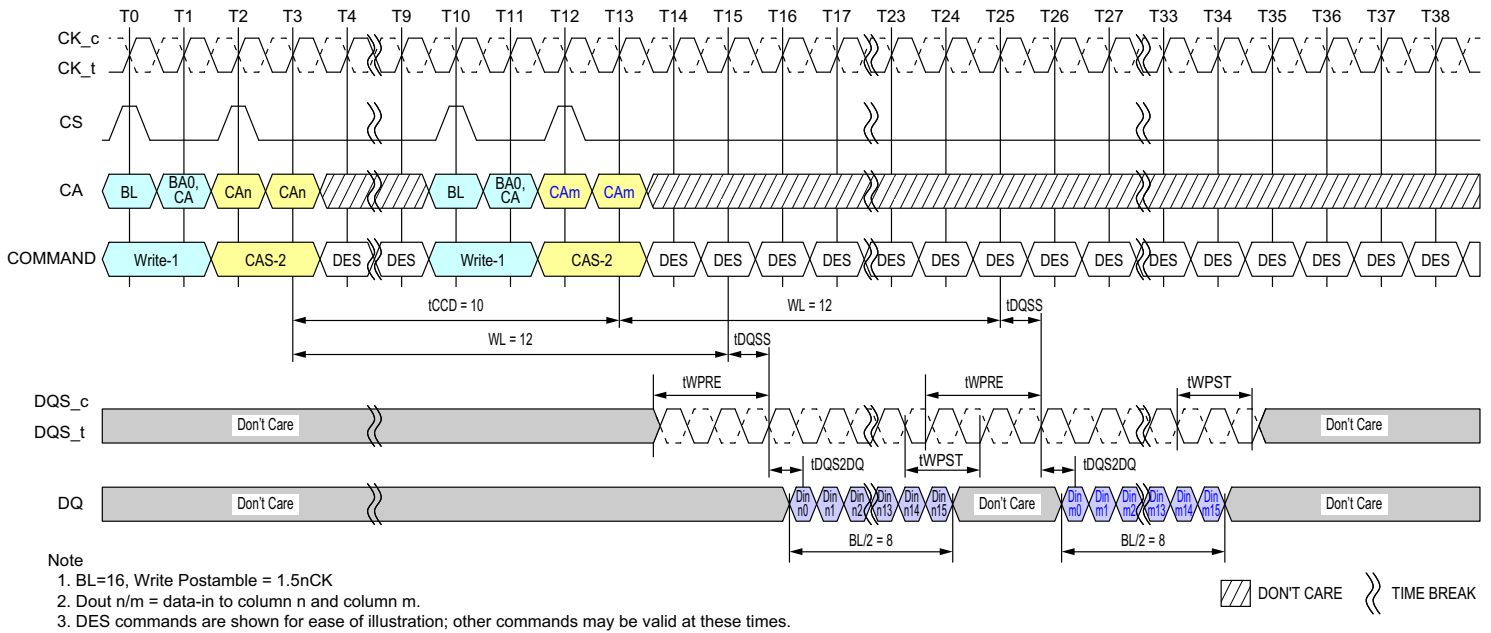 T0 T1 T2 T3 T4 T9 T10 T11 T12 T13 T14 T15 T16 T17 T23 T24 T25 T26 T27 T33 T34 T35 T36 T37 T38
CK_c
CK_t
CS
CA BL BA0, CA CAn CAn BL BA0, CA CAm CAm
COMMAND Write-1 CAS-2 DES DES Write-1 CAS-2 DES DES DES DES DES DES DES DES DES DES DES DES DES DES DES
tCCD = 10 WL = 12 tDQSS
WL = 12 tDQSS
tWPRE tWPRE tWPST
DQS_c
DQS_t Don't Care Don't Care
tDQS2DQ tWPST tDQS2DQ
DQ Don't Care Din n0 Din n1 Din n2 Din n13 Din n14 Din n15 Don't Care Din m0 Din m1 Din m2 Din m13 Din m14 Din m15 Don't Care
BL/2 = 8 BL/2 = 8
Note
1. BL=16, Write Postamble = 1.5nCK
2. Dout n/m = data-in to column n and column m.
3. DES commands are shown for ease of illustration; other commands may be valid at these times.
DON'T CARE TIME BREAK